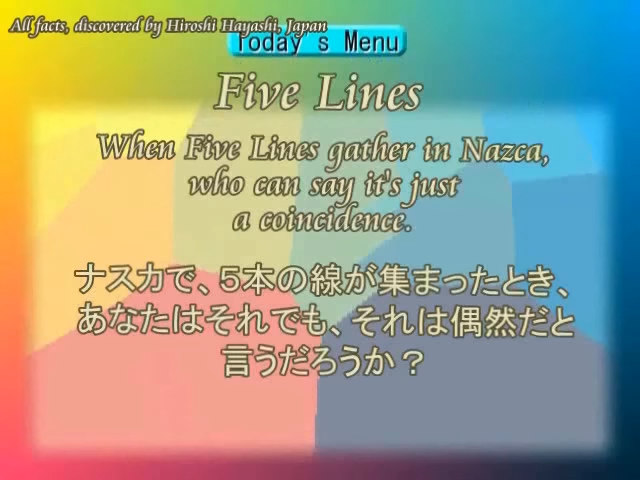 All facts, discovered by Hiroshi Hayashi, Japan
Today's Menu
Five Lines
When Five Lines gather in Nazca,
who can say it's just
a coincidence.
ナスカで、５本の線が集まったとき、
あなたはそれでも、それは偶然だと
言うだろうか？